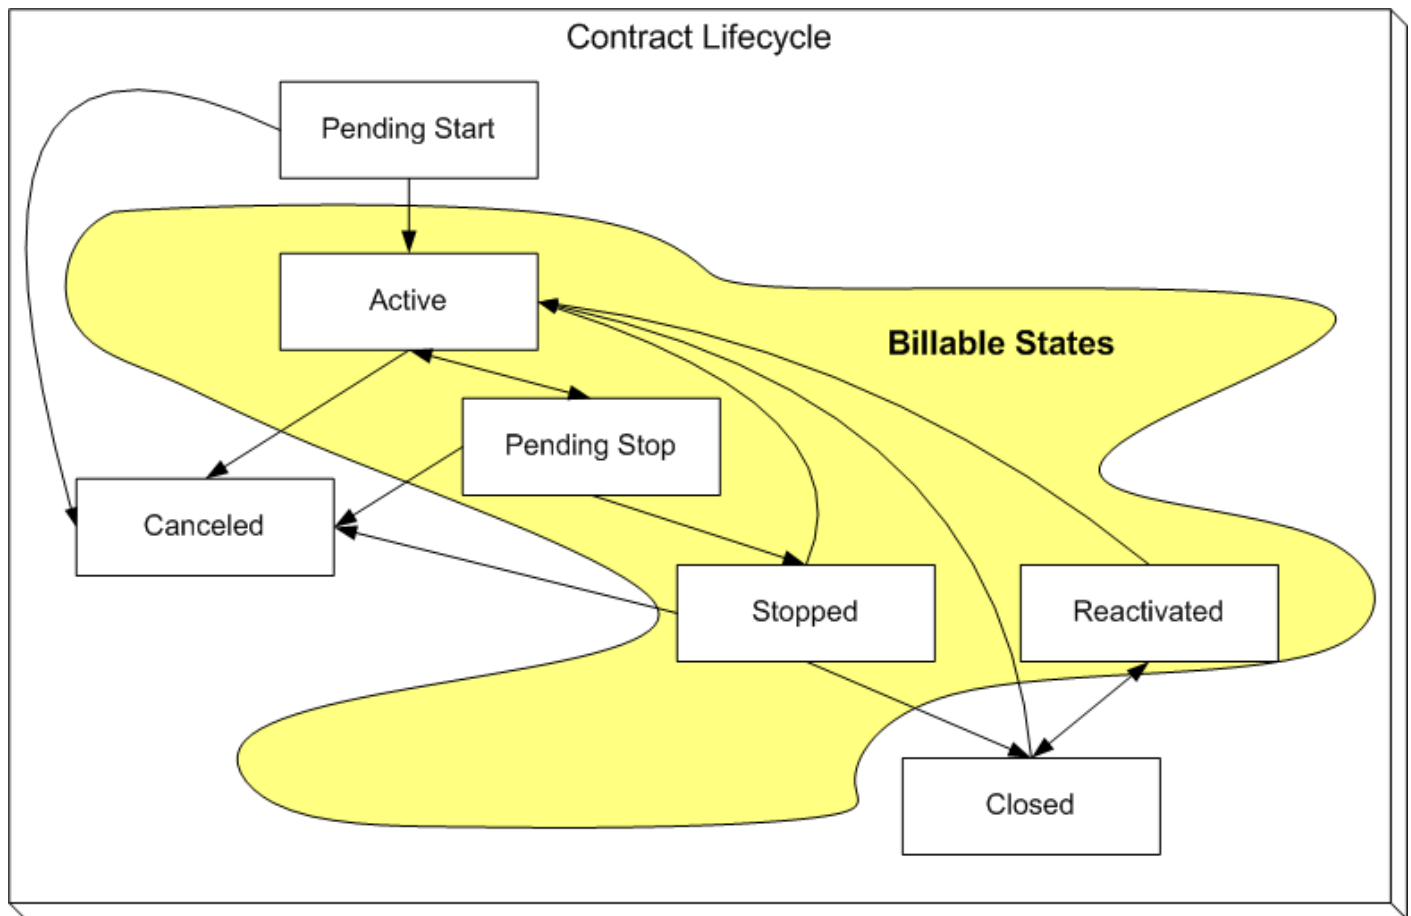 Contract Lifecycle
Pending Start
Active
Billable States
Pending Stop
Canceled
Stopped
Reactivated
Closed